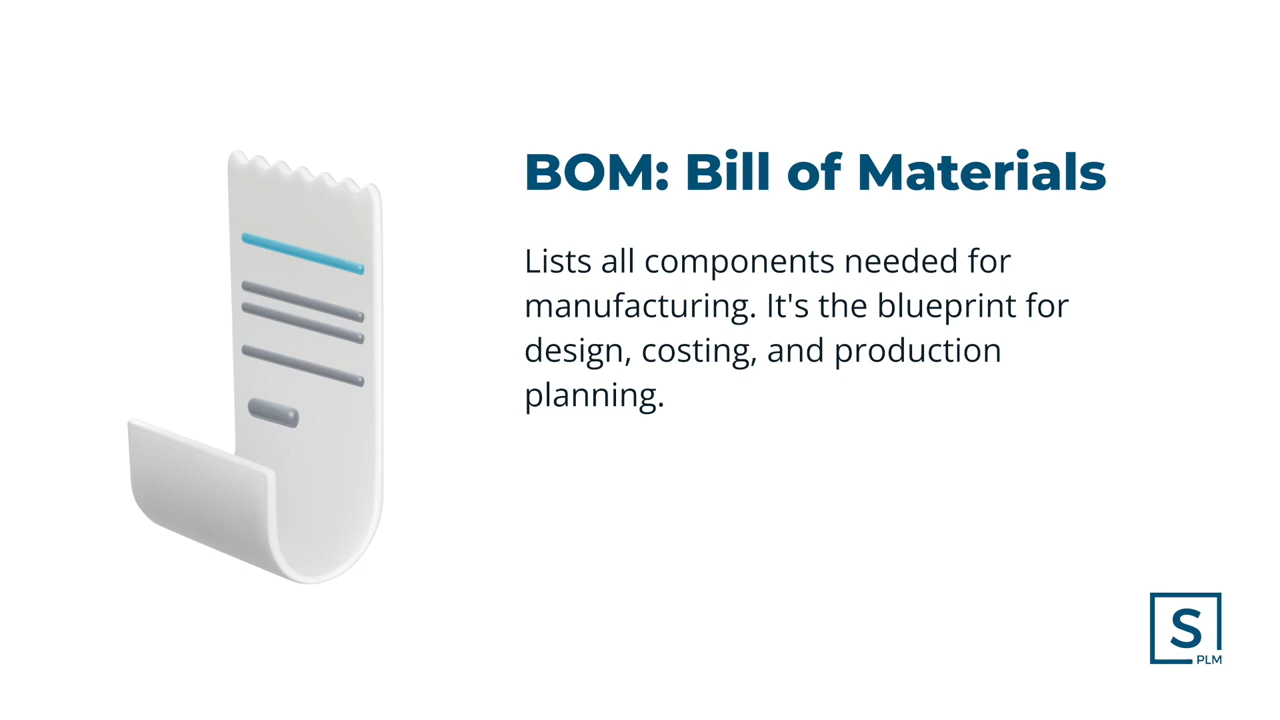 BOM: Bill of Materials
Lists all components needed for
manufacturing. It's the blueprint for
design, costing, and production
planning.
S
PLM